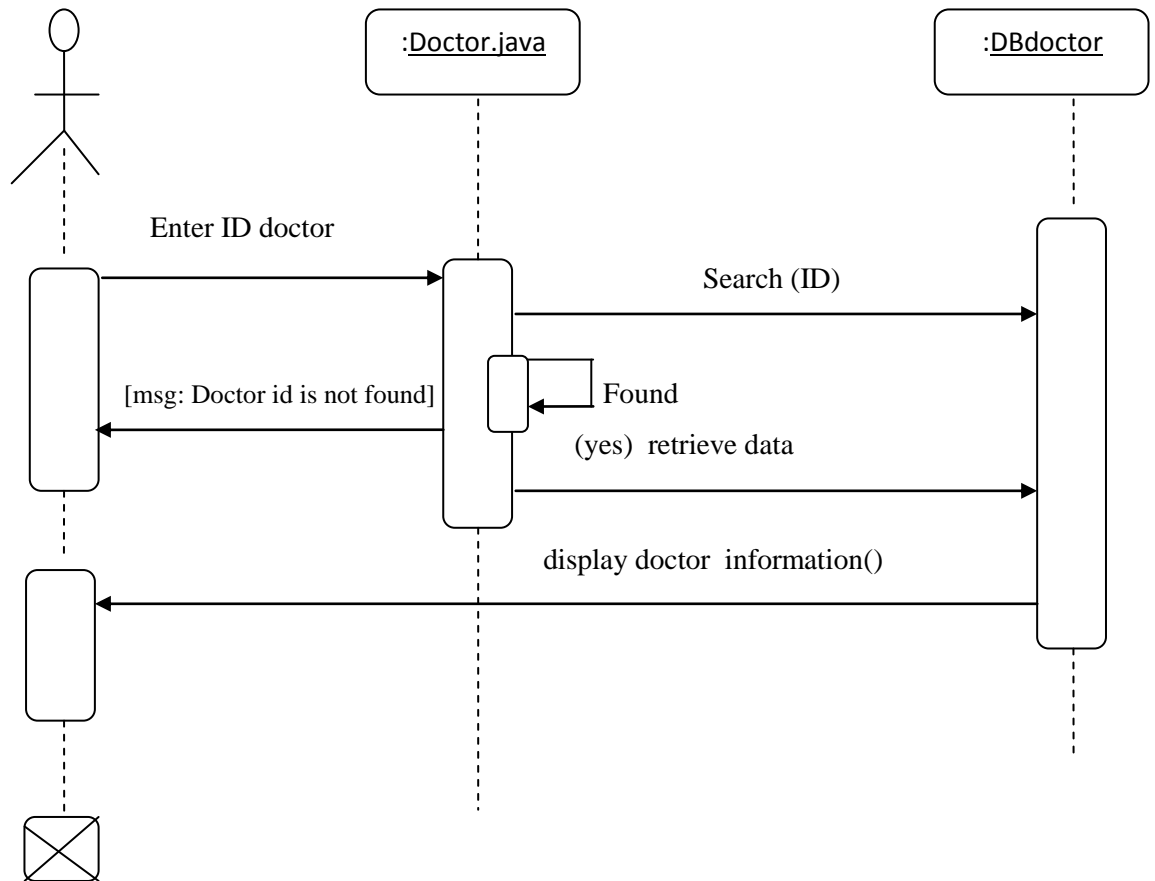 :Doctor.java
:DBdoctor
Enter ID doctor
Search (ID)
[msg: Doctor id is not found]
Found
(yes) retrieve data
display doctor information()